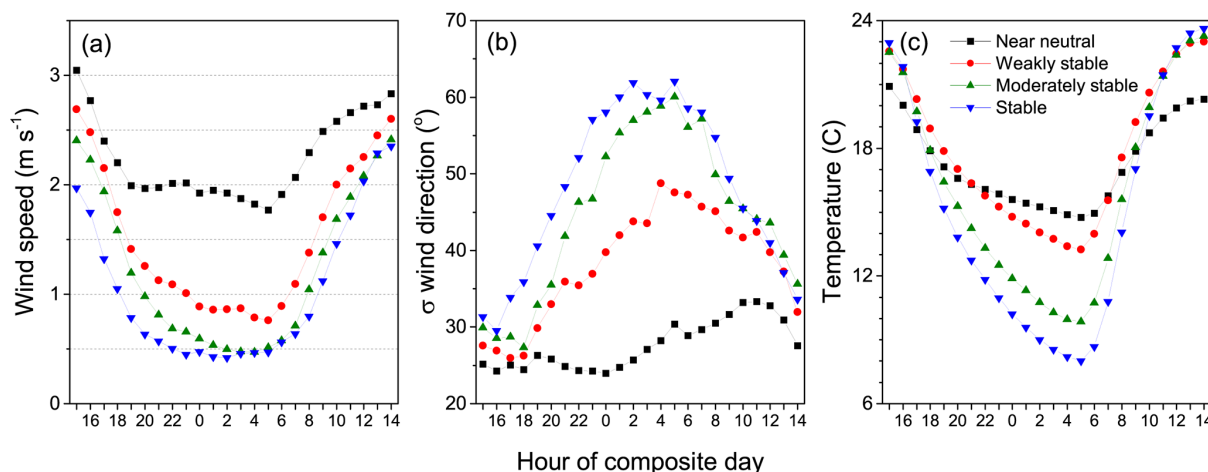 (a)
Wind speed (m s⁻¹)
3
2
1
0
16 18 20 22 0 2 4 6 8 10 12 14
(b)
σ wind direction (°)
70
60
50
40
30
20
16 18 20 22 0 2 4 6 8 10 12 14
(c)
Near neutral
Weakly stable
Moderately stable
Stable
Temperature (C)
24
18
12
6
16 18 20 22 0 2 4 6 8 10 12 14
Hour of composite day